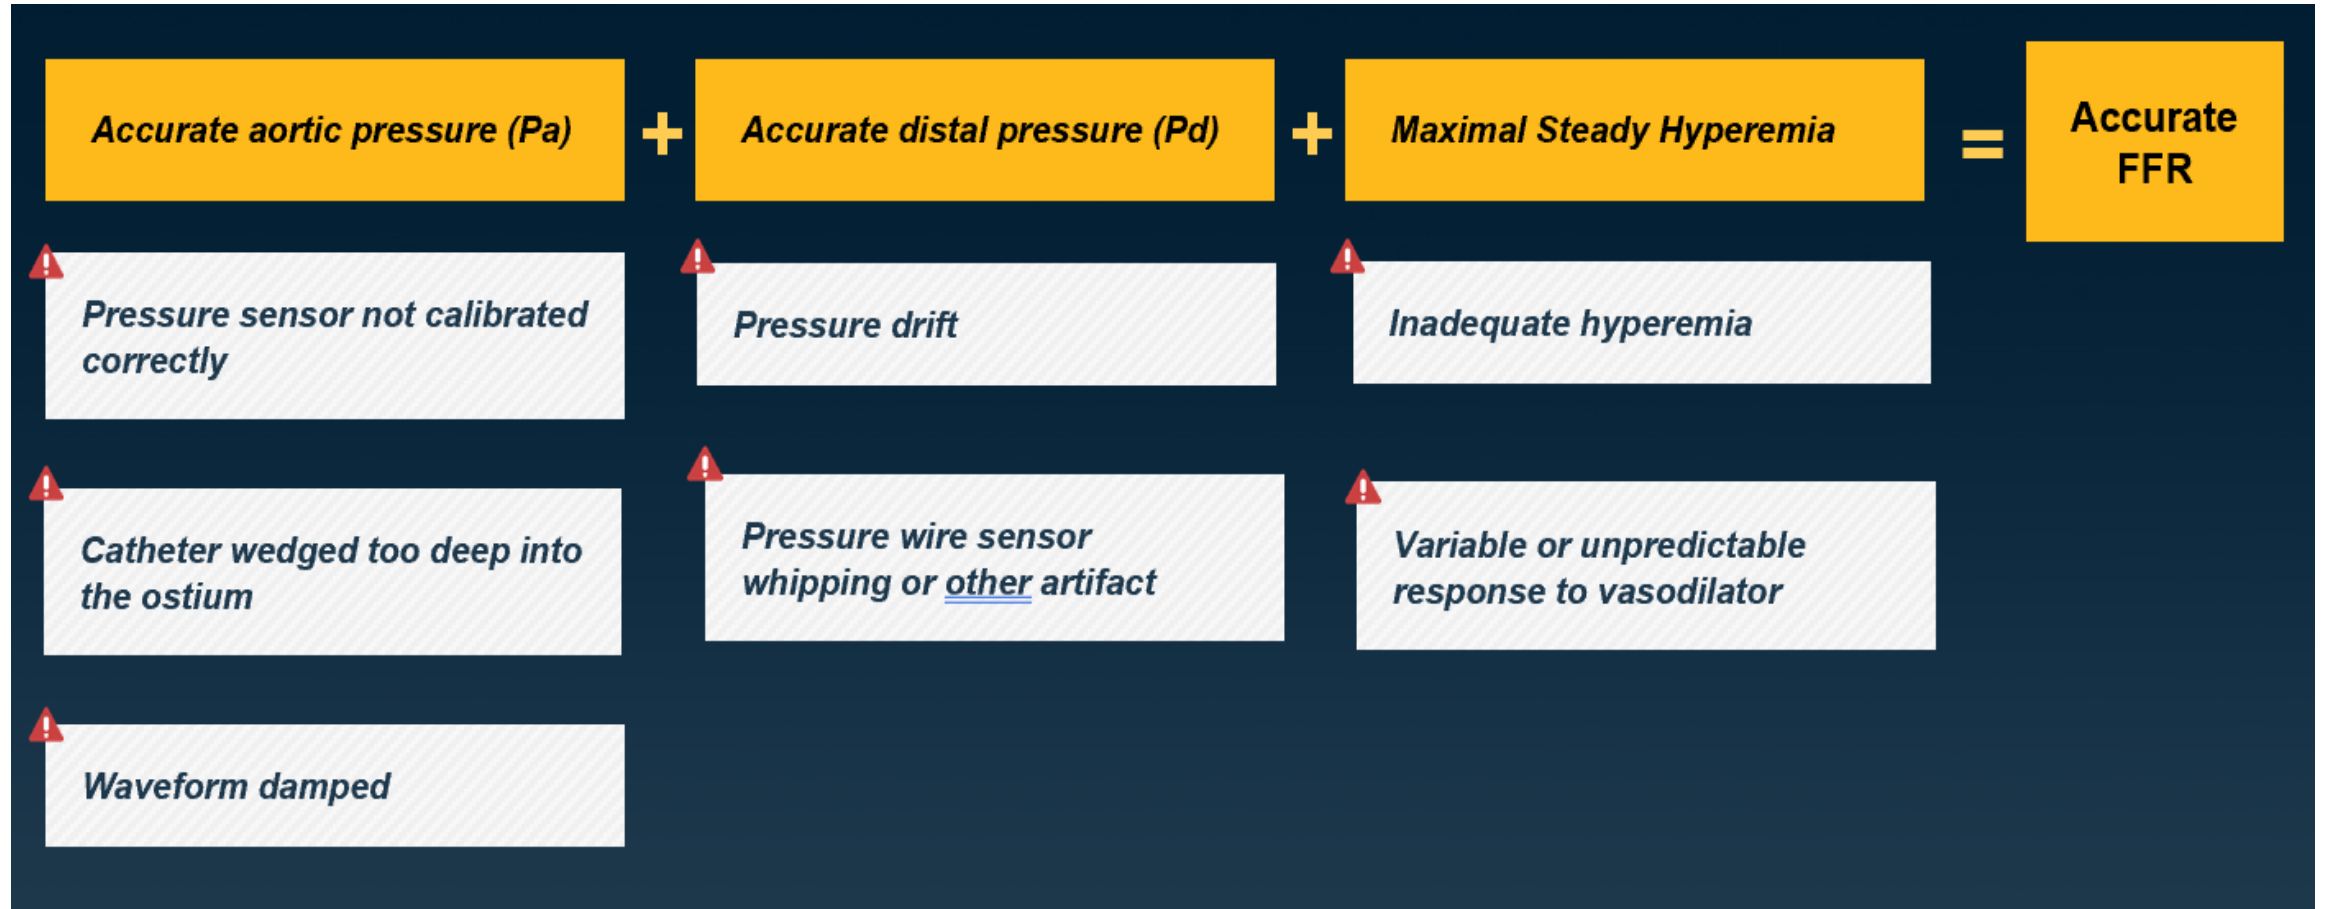 Accurate aortic pressure (Pa)
+
Accurate distal pressure (Pd)
+
Maximal Steady Hyperemia
=
Accurate
FFR
Pressure sensor not calibrated
correctly
Pressure drift
Inadequate hyperemia
Catheter wedged too deep into
the ostium
Pressure wire sensor
whipping or other artifact
Variable or unpredictable
response to vasodilator
Waveform damped